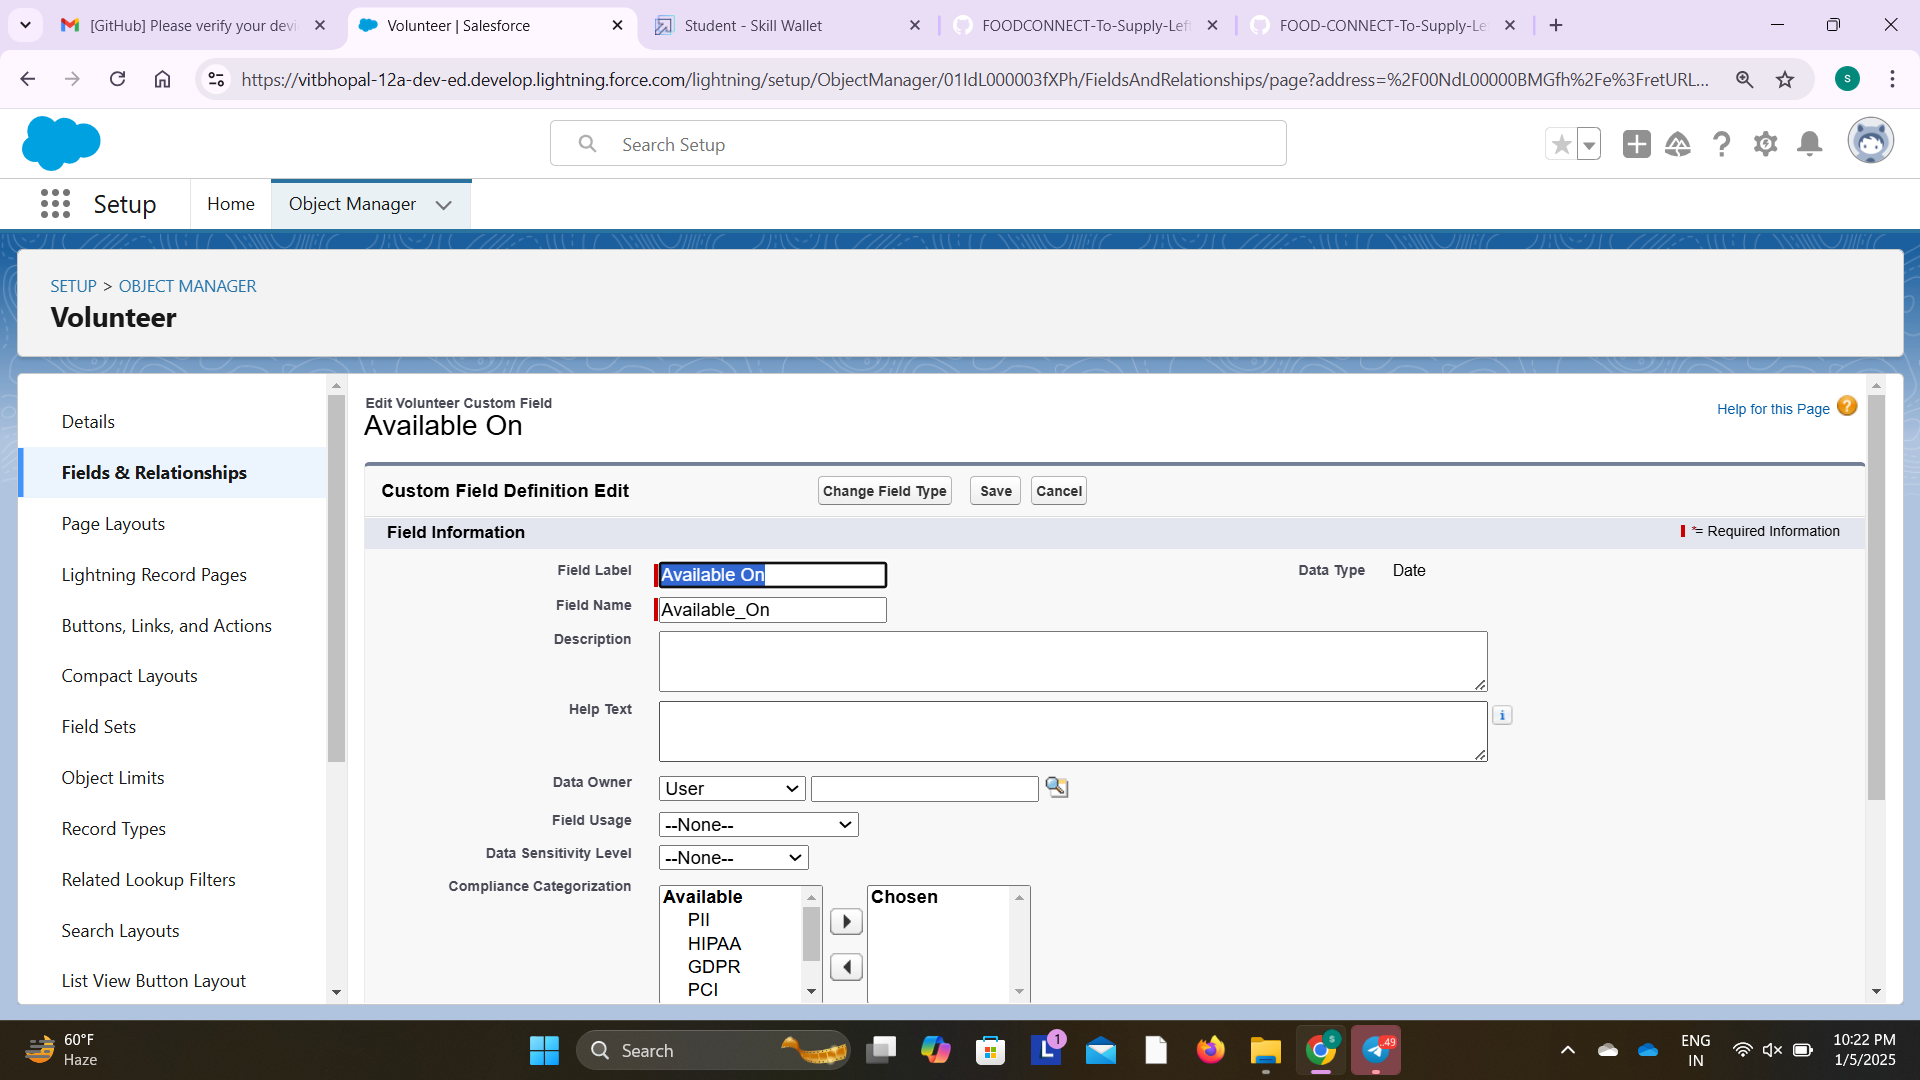 [GitHub] Please verify your devi
Volunteer | Salesforce
Student - Skill Wallet
FOODCONNECT-To-Supply-Left
FOOD-CONNECT-To-Supply-Le
https://vitbhopal-12a-dev-ed.develop.lightning.force.com/lightning/setup/ObjectManager/01IdL000003fXPh/FieldsAndRelationships/page?address=%2F00NdL00000BMGfh%2Fe%3FretURL...
S
Search Setup
Setup
Home
Object Manager
SETUP > OBJECT MANAGER
Volunteer
Details
Fields & Relationships
Page Layouts
Lightning Record Pages
Buttons, Links, and Actions
Compact Layouts
Field Sets
Object Limits
Record Types
Related Lookup Filters
Search Layouts
List View Button Layout
Edit Volunteer Custom Field
Available On
Help for this Page
Custom Field Definition Edit
Change Field Type
Save
Cancel
Field Information
*= Required Information
Field Label
Available On
Data Type
Date
Field Name
Available_On
Description
Help Text
Data Owner
User
Field Usage
--None--
Data Sensitivity Level
--None--
Compliance Categorization
Available
PII
HIPAA
GDPR
PCI
Chosen
60°F
Haze
Search
L
1
S
49
ENG
IN
10:22 PM
1/5/2025